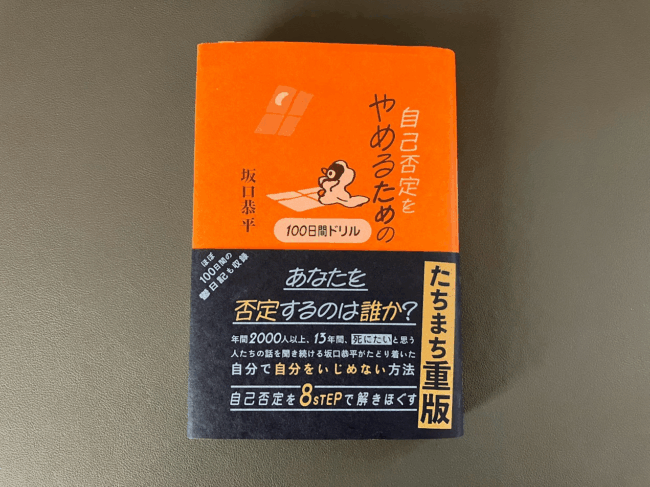 自己否定を
やめるための
100日間ドリル
坂口恭平
ほぼ
100日間の
鬱日記も収録
あなたを
否定するのは誰か?
年間2000人以上、13年間、死にたいと思う
人たちの話を聞き続ける坂口恭平がたどり着いた
自分で自分をいじめない方法
自己否定を8STEPで解きほぐす
たちまち重版